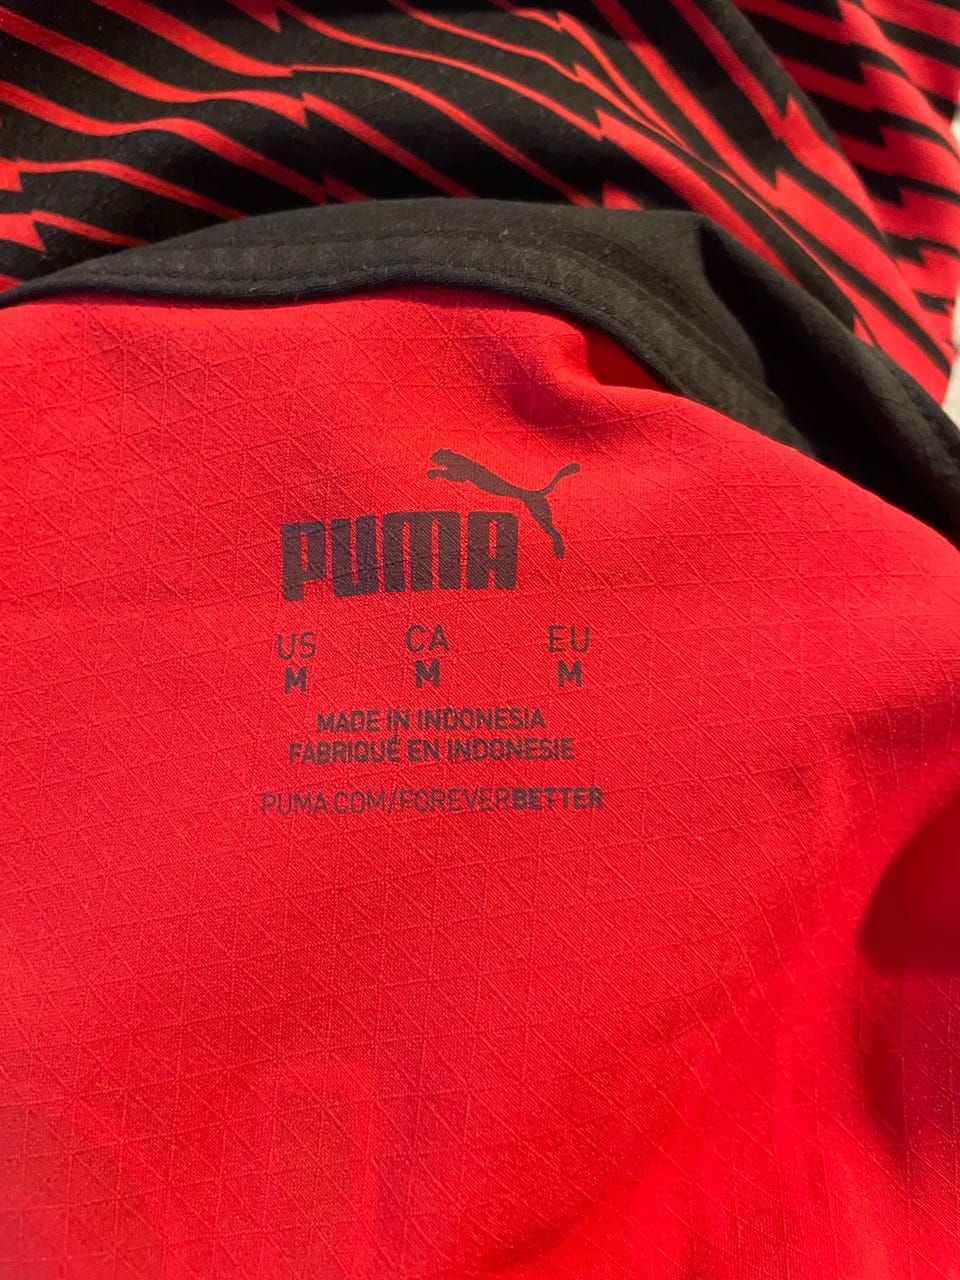 PUMA
US CA EU
M M M
MADE IN INDONESIA
FABRIQUÉ EN INDONESIE
PUMA.COM/FOREVERBETTER